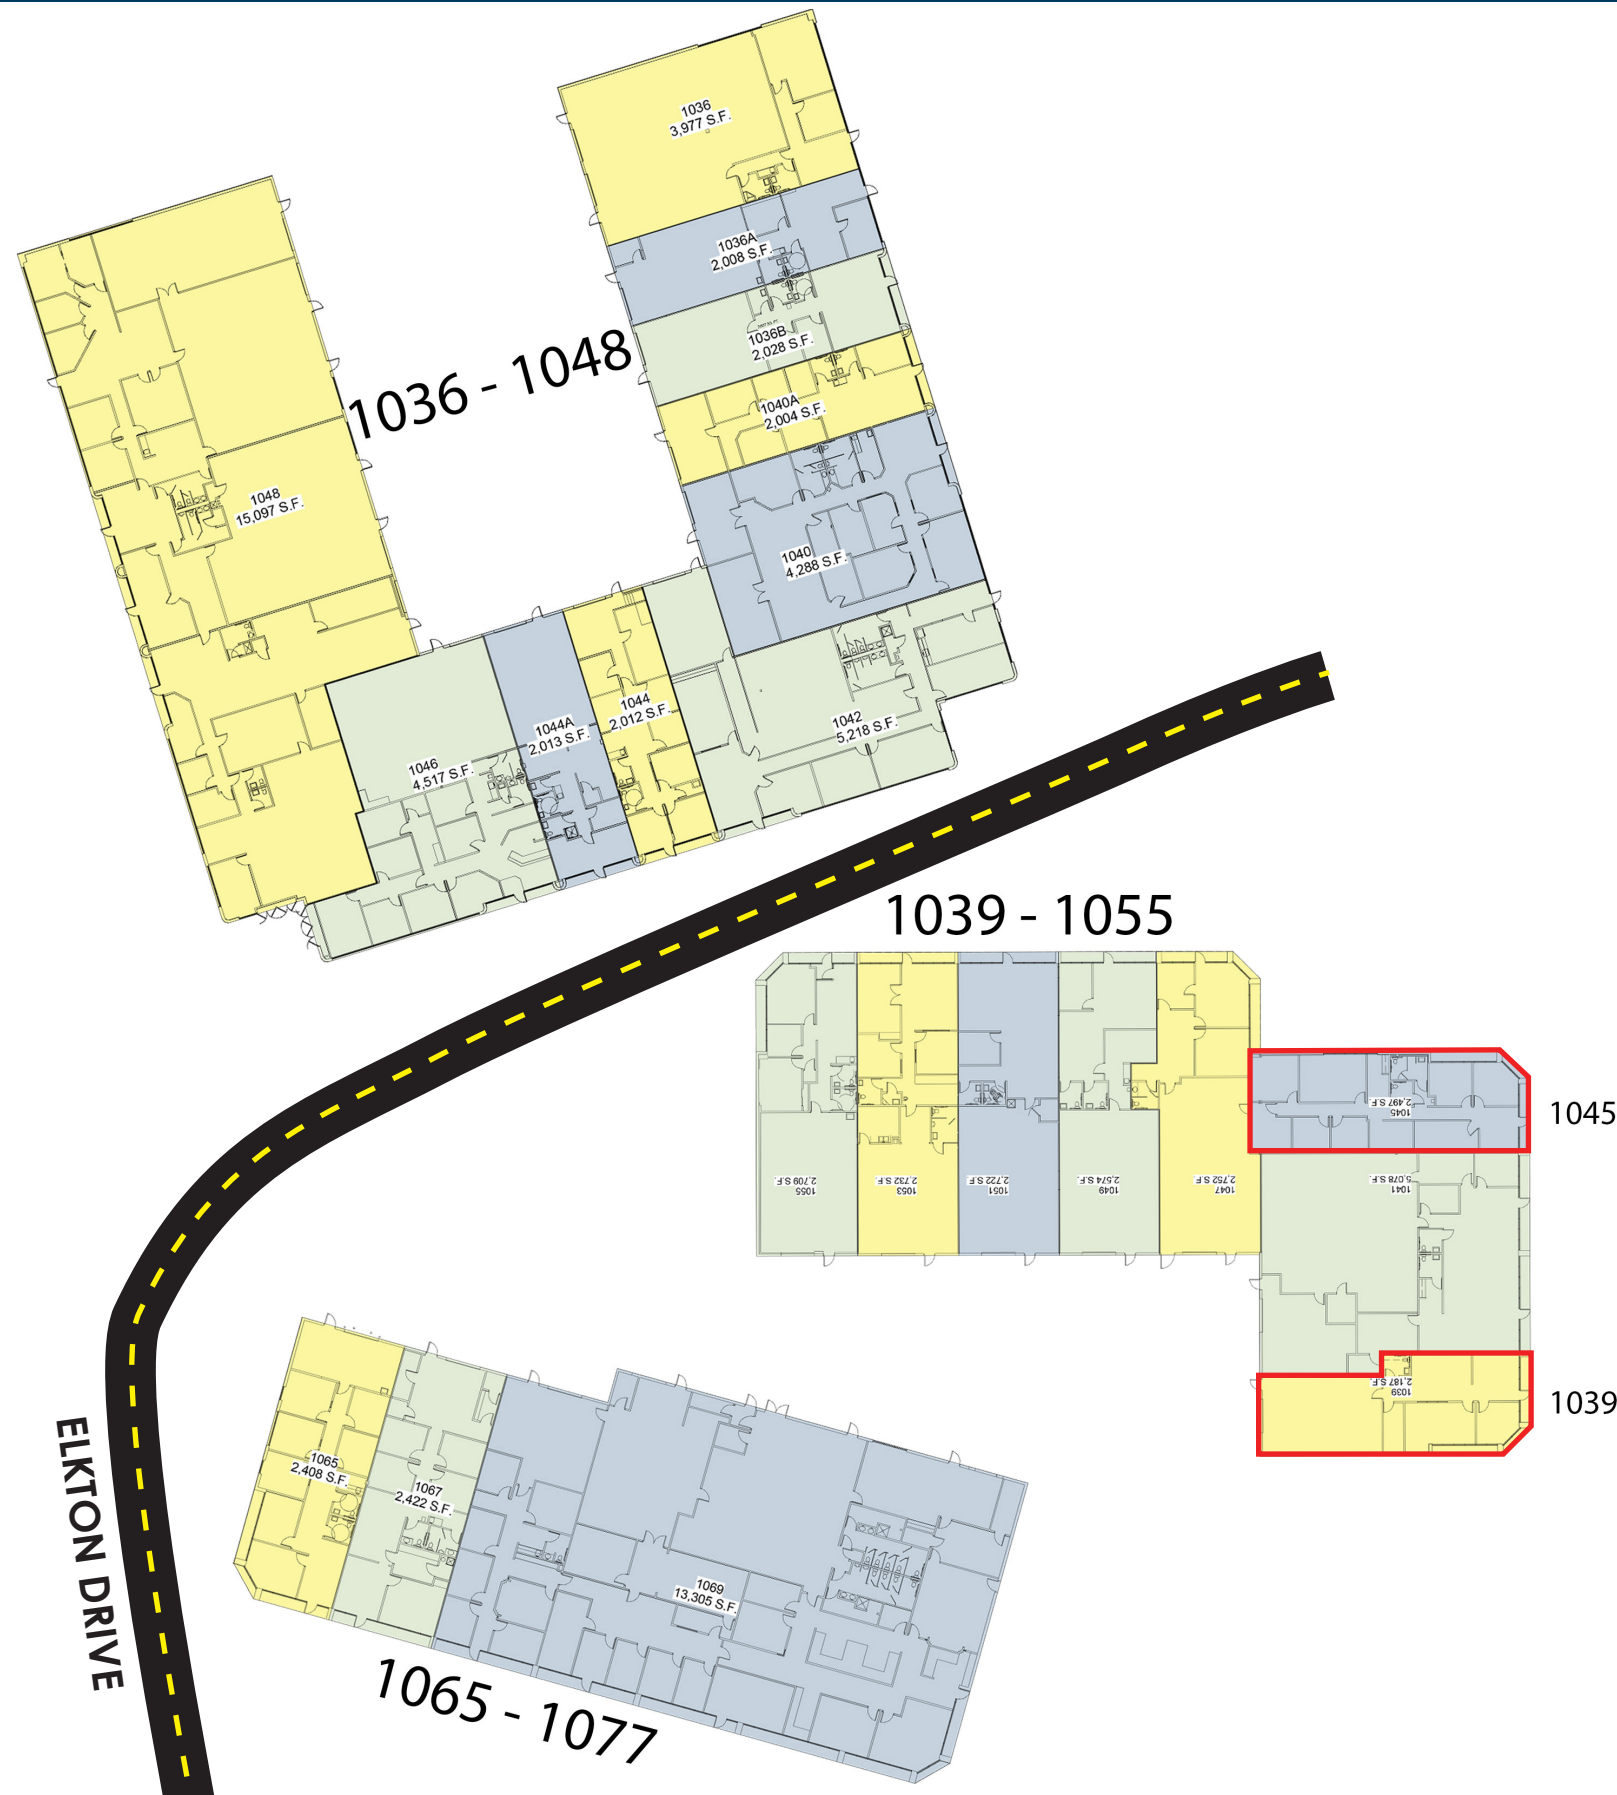 1036
3,977 S.F.
1036A
2,008 S.F.
1036B
2,028 S.F.
1036 - 1048
1040A
2,004 S.F.
1048
15,097 S.F.
1040
4,288 S.F.
1044
2,012 S.F.
1044A
2,013 S.F.
1042
5,218 S.F.
1046
4,517 S.F.
1039 - 1055
1045
2,497 S.F.
1045
1055
2,709 S.F.
1053
2,732 S.F.
1051
2,722 S.F.
1049
2,574 S.F.
1047
2,752 S.F.
1041
5,078 S.F.
1039
2,187 S.F.
1039
ELKTON DRIVE
1065
2,408 S.F.
1067
2,422 S.F.
1069
13,305 S.F.
1065 - 1077